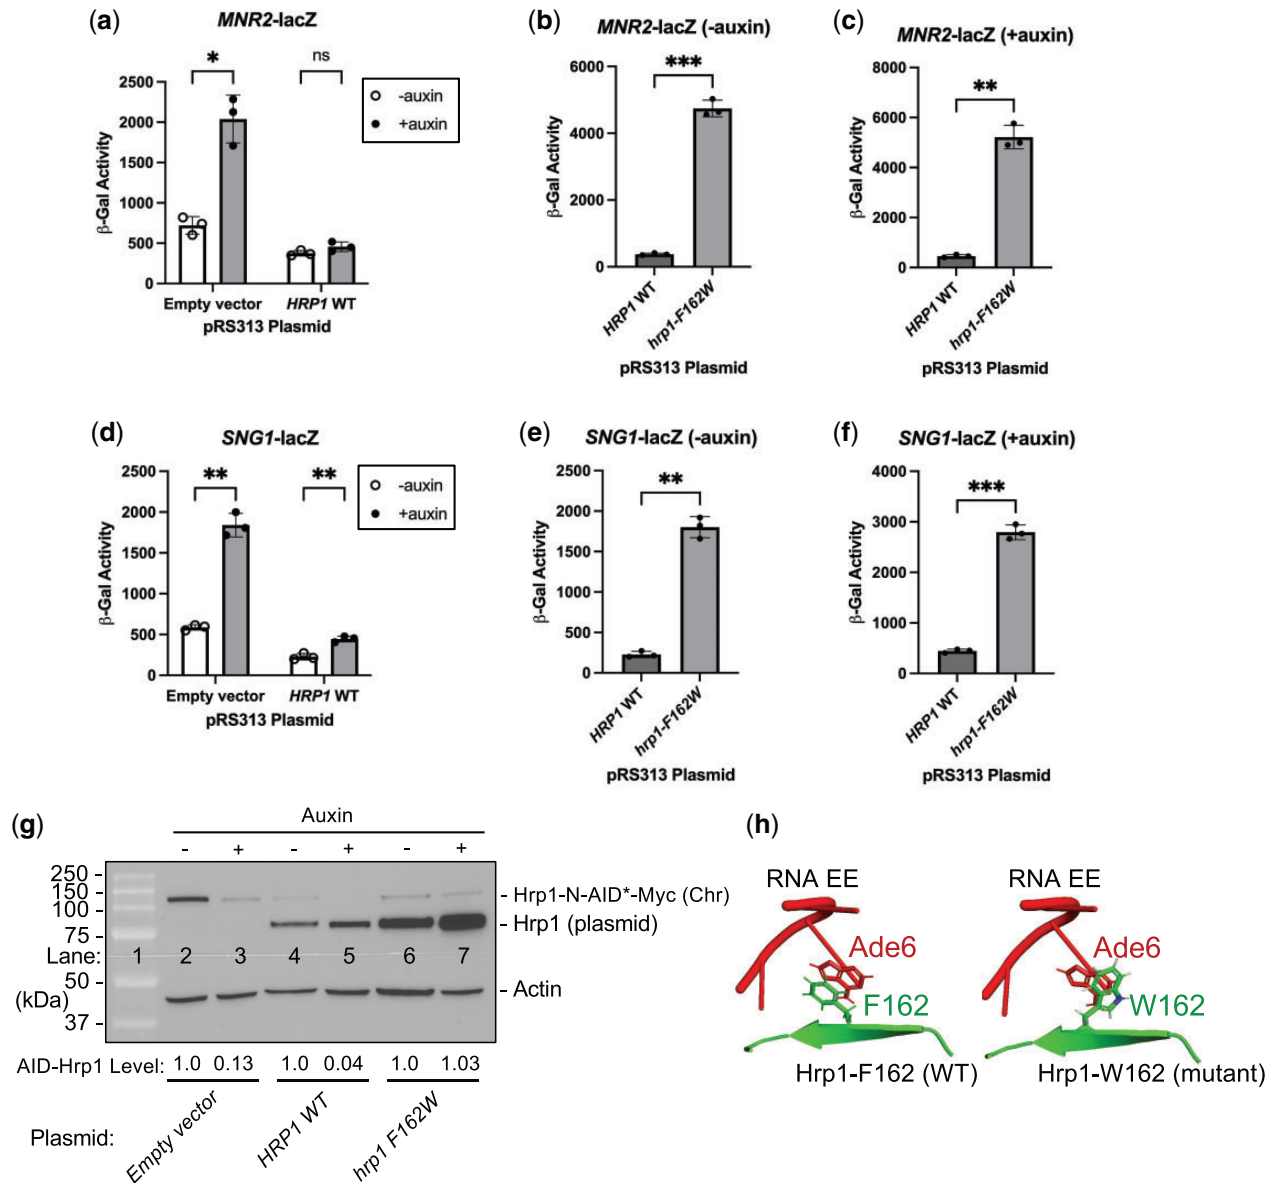 (a)
MNR2-lacZ
*
ns
-auxin
+auxin
β-Gal Activity
2500
2000
1500
1000
500
0
Empty vector
HRP1 WT
pRS313 Plasmid
(b)
MNR2-lacZ (-auxin)
***
β-Gal Activity
6000
4000
2000
0
HRP1 WT
hrp1-F162W
pRS313 Plasmid
(c)
MNR2-lacZ (+auxin)
**
β-Gal Activity
8000
6000
4000
2000
0
HRP1 WT
hrp1-F162W
pRS313 Plasmid
(d)
SNG1-lacZ
**
**
-auxin
+auxin
β-Gal Activity
2500
2000
1500
1000
500
0
Empty vector
HRP1 WT
pRS313 Plasmid
(e)
SNG1-lacZ (-auxin)
**
β-Gal Activity
2500
2000
1500
1000
500
0
HRP1 WT
hrp1-F162W
pRS313 Plasmid
(f)
SNG1-lacZ (+auxin)
***
β-Gal Activity
4000
3000
2000
1000
0
HRP1 WT
hrp1-F162W
pRS313 Plasmid
(g)
Auxin
- + - + - +
250 -
150 -
100 -
75 -
Lane: 1 2 3 4 5 6 7
50 -
(kDa)
37 -
- Hrp1-N-AID*-Myc (Chr)
- Hrp1 (plasmid)
- Actin
AID-Hrp1 Level: 1.0 0.13 1.0 0.04 1.0 1.03
Plasmid:
Empty vector
HRP1 WT
hrp1 F162W
(h)
RNA EE
Ade6
F162
Hrp1-F162 (WT)
RNA EE
Ade6
W162
Hrp1-W162 (mutant)